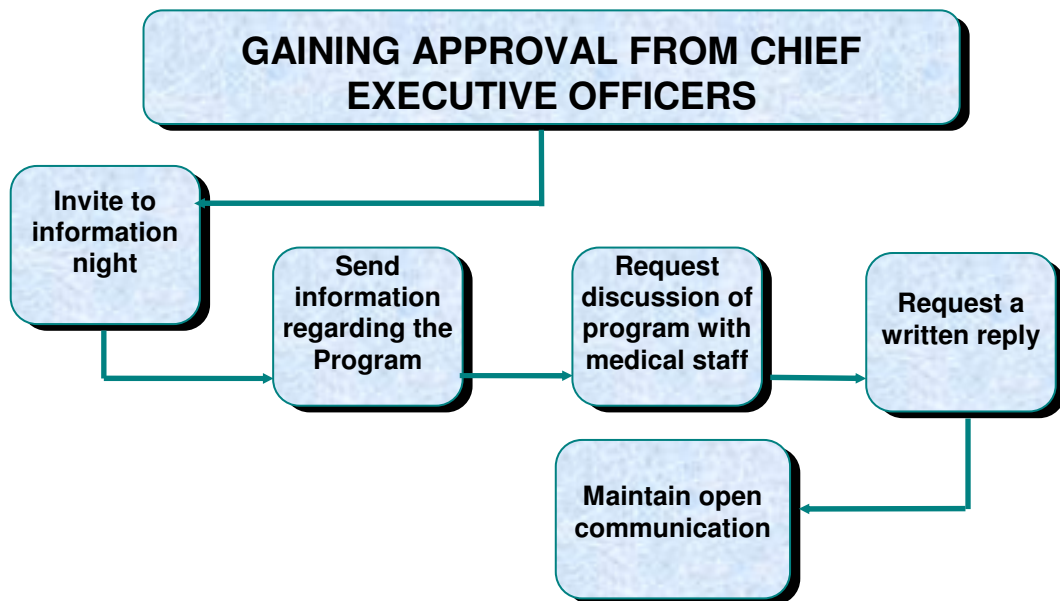 GAINING APPROVAL FROM CHIEF
EXECUTIVE OFFICERS
Invite to
information
night
Send
information
regarding the
Program
Request
discussion of
program with
medical staff
Request a
written reply
Maintain open
communication